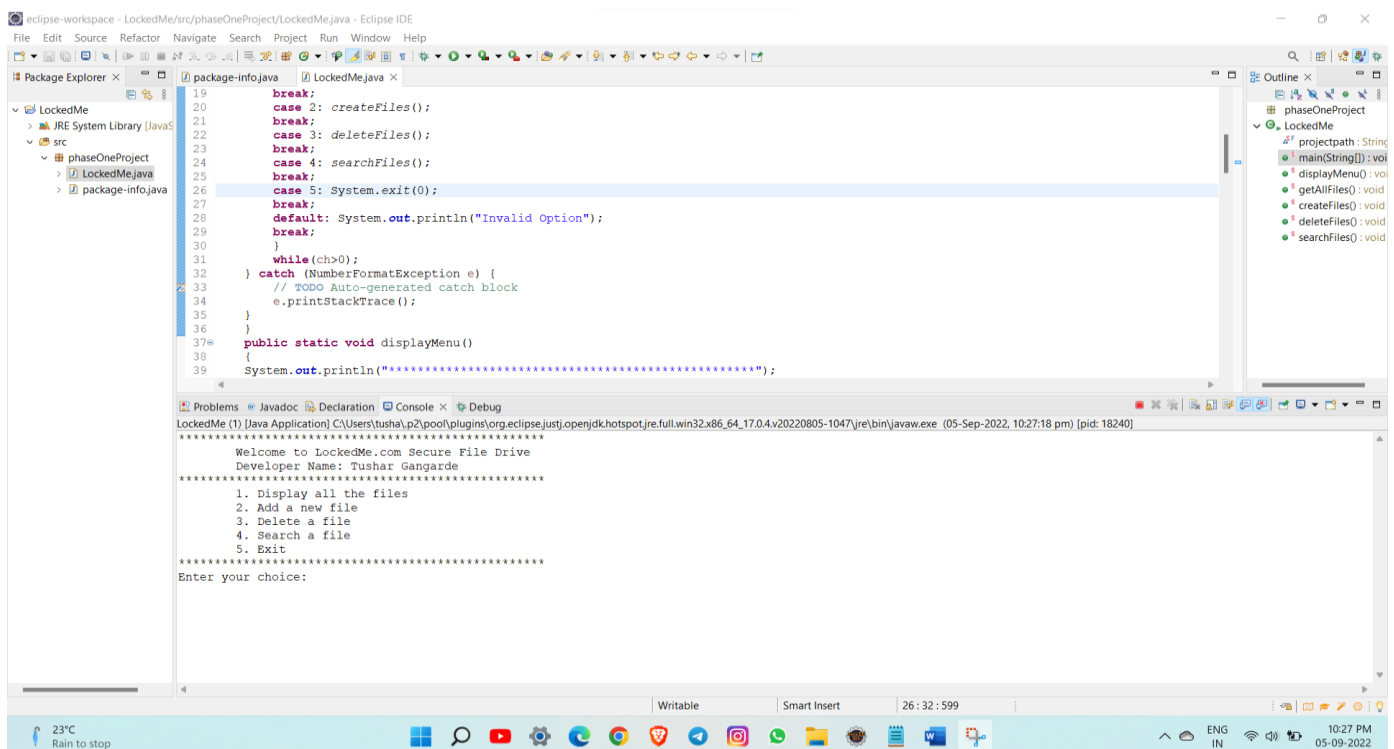 eclipse-workspace - LockedMe/src/phaseOneProject/LockedMe.java - Eclipse IDE
File Edit Source Refactor Navigate Search Project Run Window Help
Package Explorer
LockedMe
JRE System Library [JavaS
src
phaseOneProject
LockedMe.java
package-info.java
package-info.java LockedMe.java
19 break;
20 case 2: createFiles();
21 break;
22 case 3: deleteFiles();
23 break;
24 case 4: searchFiles();
25 break;
26 case 5: System.exit(0);
27 break;
28 default: System.out.println("Invalid Option");
29 break;
30 }
31 while(ch>0);
32 } catch (NumberFormatException e) {
33 // TODO Auto-generated catch block
34 e.printStackTrace();
35 }
36 }
37 public static void displayMenu()
38 {
39 System.out.println("***************************************************");
Outline
phaseOneProject
LockedMe
projectpath : String
main(String[]) : voi
displayMenu() : voi
getAllFiles() : void
createFiles() : void
deleteFiles() : void
searchFiles() : void
Problems Javadoc Declaration Console Debug
LockedMe (1) [Java Application] C:\Users\tusha\.p2\pool\plugins\org.eclipse.justj.openjdk.hotspot.jre.full.win32.x86_64_17.0.4.v20220805-1047\jre\bin\javaw.exe (05-Sep-2022, 10:27:18 pm) [pid: 18240]
***************************************************
Welcome to LockedMe.com Secure File Drive
Developer Name: Tushar Gangarde
***************************************************
1. Display all the files
2. Add a new file
3. Delete a file
4. Search a file
5. Exit
***************************************************
Enter your choice:
Writable Smart Insert 26 : 32 : 599
23°C
Rain to stop
ENG
IN
10:27 PM
05-09-2022